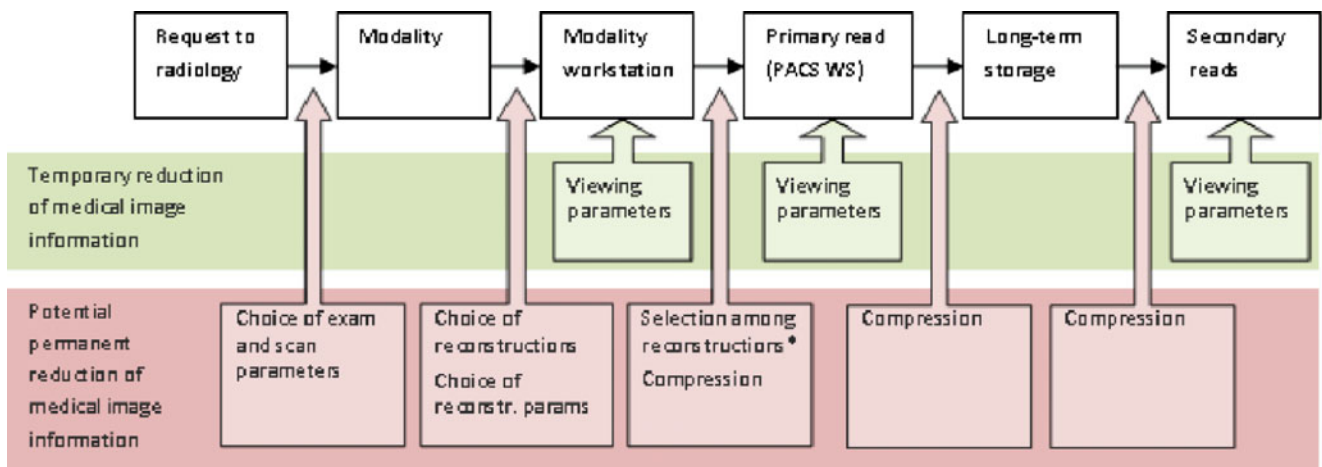 Request to
radiology
Modality
Modality
workstation
Primary read
(PACS WS)
Long-term
storage
Secondary
reads
Temporary reduction
of medical image
information
Viewing
parameters
Viewing
parameters
Viewing
parameters
Potential
permanent
reduction of
medical image
information
Choice of exam
and scan
parameters
Choice of
reconstructions
Choice of
reconstr. params
Selection among
reconstructions*
Compression
Compression
Compression